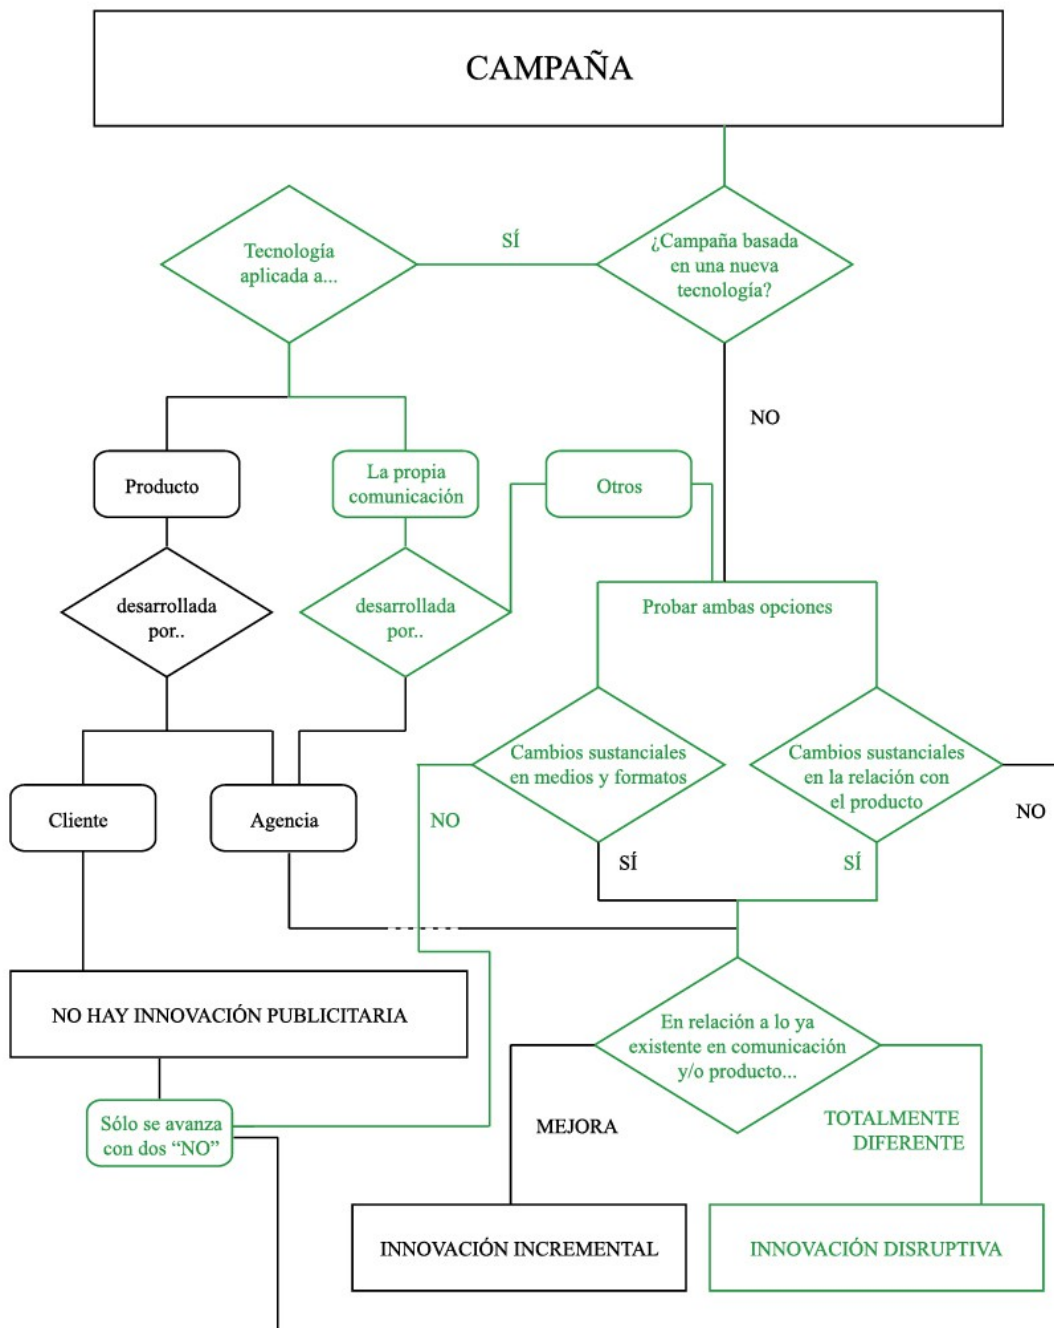 CAMPAÑA
SÍ
¿Campaña basada
en una nueva
tecnología?
Tecnología
aplicada a...
NO
Producto
La propia
comunicación
Otros
desarrollada
por..
desarrollada
por..
Probar ambas opciones
Cambios sustanciales
en medios y formatos
Cambios sustanciales
en la relación con
el producto
Cliente
Agencia
NO
SÍ
SÍ
NO
NO HAY INNOVACIÓN PUBLICITARIA
En relación a lo ya
existente en comunicación
y/o producto...
Sólo se avanza
con dos “NO”
MEJORA
TOTALMENTE
DIFERENTE
INNOVACIÓN INCREMENTAL
INNOVACIÓN DISRUPTIVA